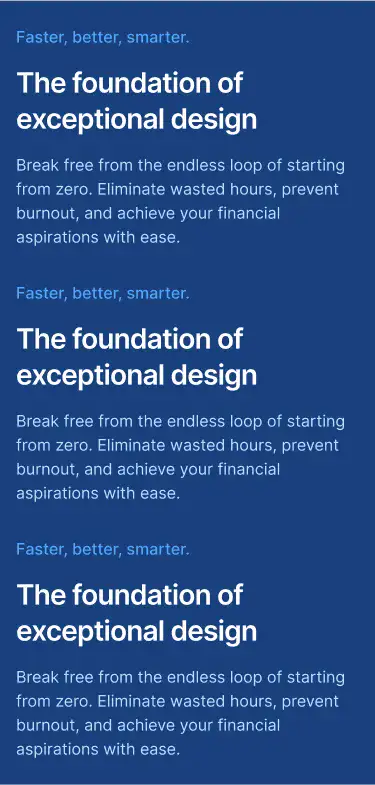 Faster, better, smarter.
The foundation of
exceptional design
Break free from the endless loop of starting
from zero. Eliminate wasted hours, prevent
burnout, and achieve your financial
aspirations with ease.
Faster, better, smarter.
The foundation of
exceptional design
Break free from the endless loop of starting
from zero. Eliminate wasted hours, prevent
burnout, and achieve your financial
aspirations with ease.
Faster, better, smarter.
The foundation of
exceptional design
Break free from the endless loop of starting
from zero. Eliminate wasted hours, prevent
burnout, and achieve your financial
aspirations with ease.